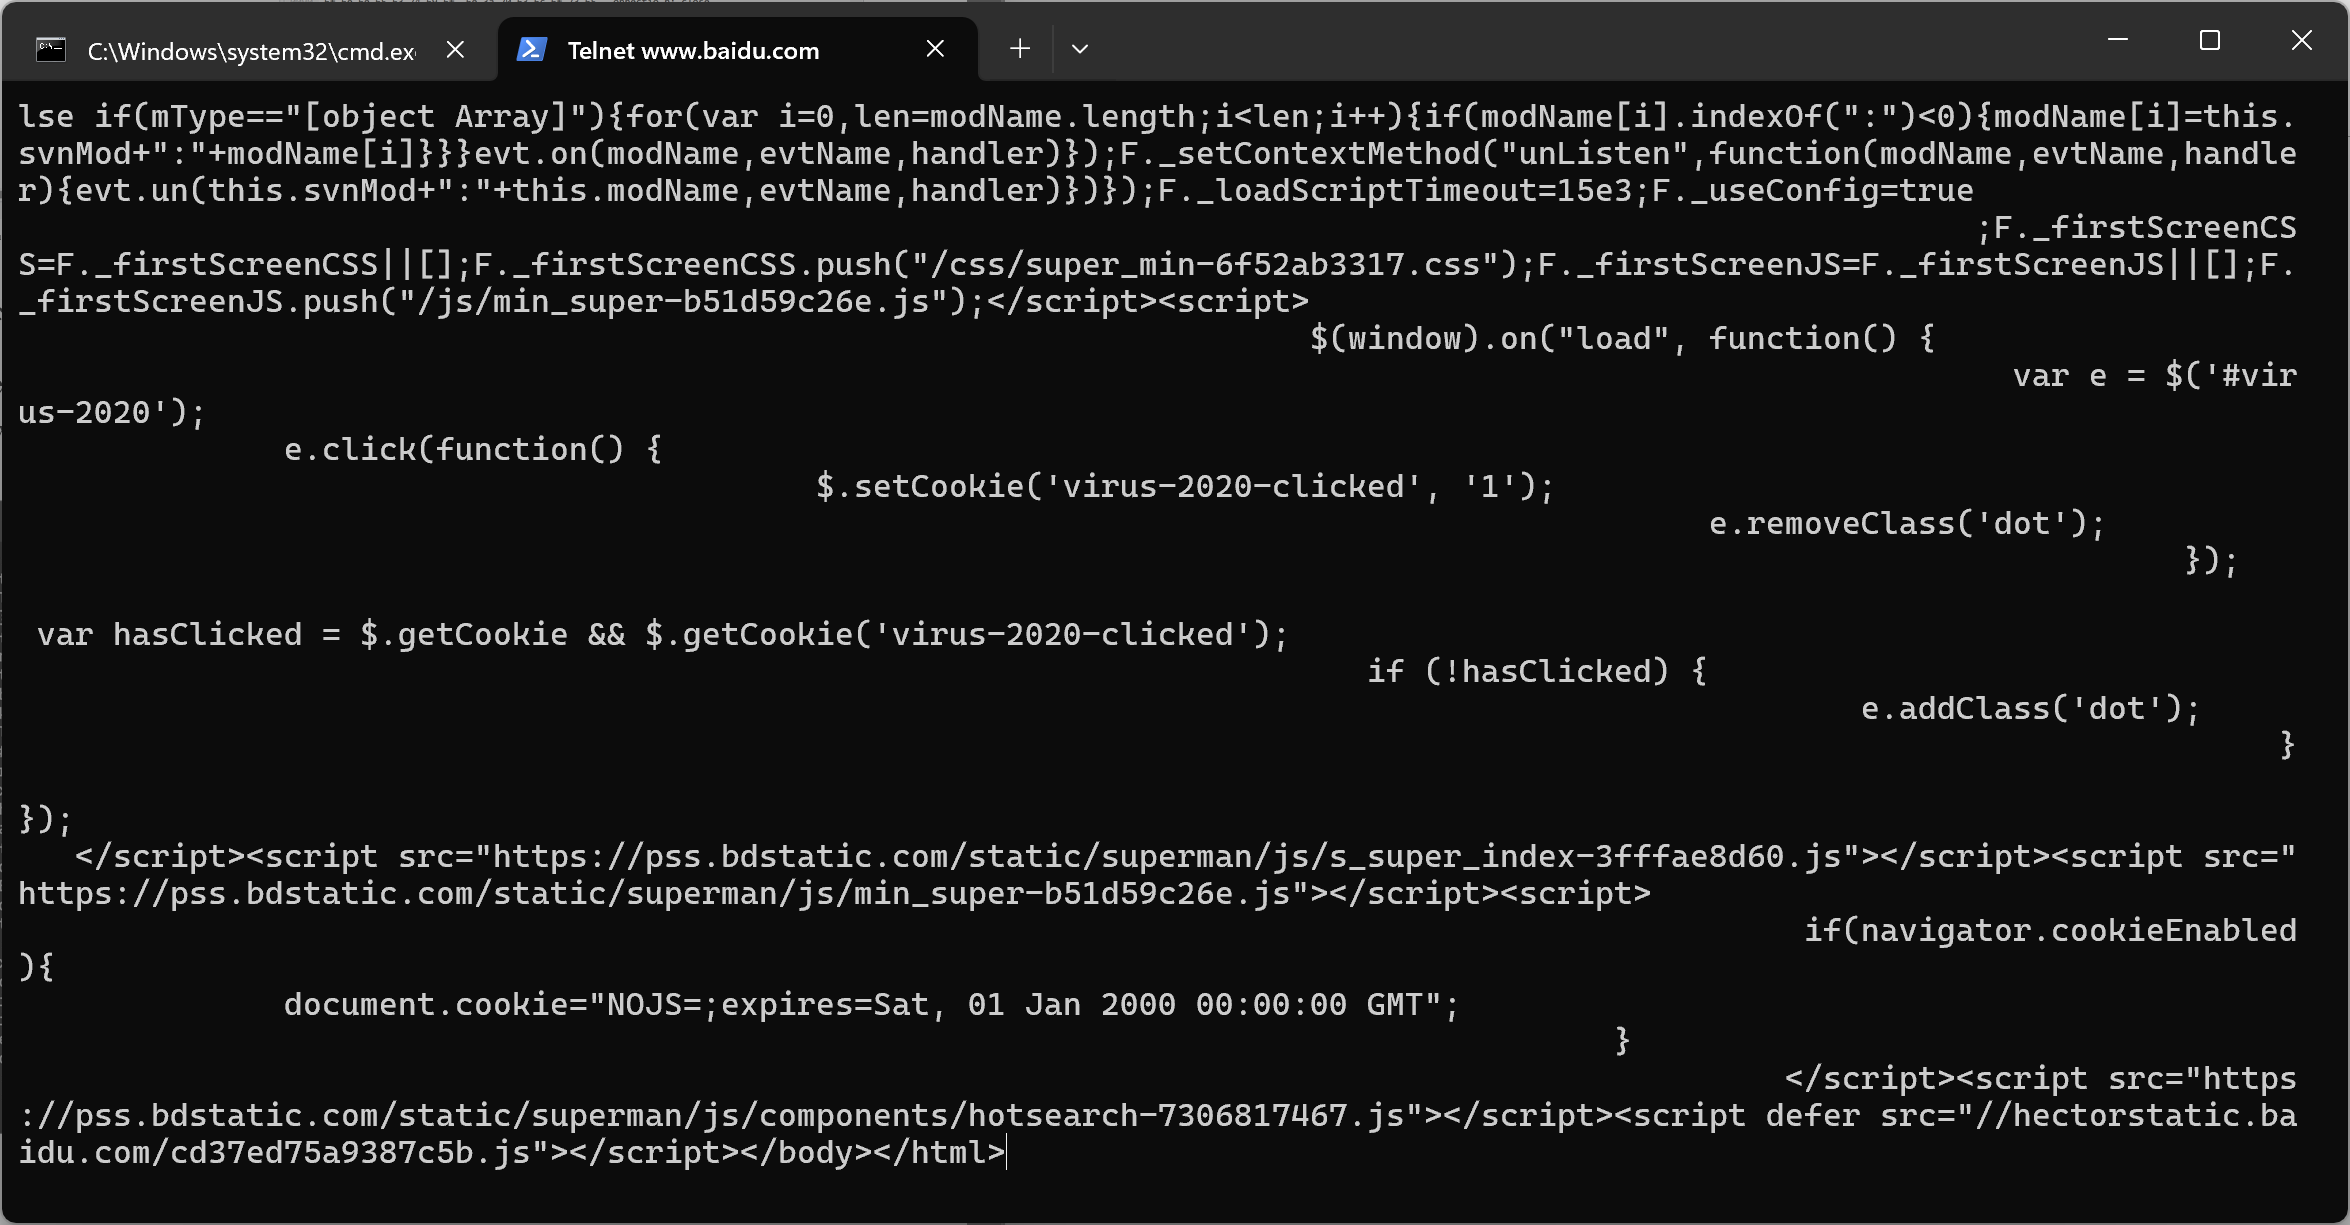 C:\Windows\system32\cmd.ex
Telnet www.baidu.com
lse if(mType=="[object Array]"){for(var i=0,len=modName.length;i<len;i++){if(modName[i].indexOf(":")<0){modName[i]=this.
svnMod+":"+modName[i]}}}evt.on(modName,evtName,handler)});F._setContextMethod("unListen",function(modName,evtName,handle
r){evt.un(this.svnMod+":"+this.modName,evtName,handler)})});F._loadScriptTimeout=15e3;F._useConfig=true
;F._firstScreenCS
S=F._firstScreenCSS||[];F._firstScreenCSS.push("/css/super_min-6f52ab3317.css");F._firstScreenJS=F._firstScreenJS||[];F.
_firstScreenJS.push("/js/min_super-b51d59c26e.js");</script><script>
$(window).on("load", function() {
var e = $('#vir
us-2020');
e.click(function() {
$.setCookie('virus-2020-clicked', '1');
e.removeClass('dot');
});
var hasClicked = $.getCookie && $.getCookie('virus-2020-clicked');
if (!hasClicked) {
e.addClass('dot');
}
});
</script><script src="https://pss.bdstatic.com/static/superman/js/s_super_index-3fffae8d60.js"></script><script src="
https://pss.bdstatic.com/static/superman/js/min_super-b51d59c26e.js"></script><script>
if(navigator.cookieEnabled
){
document.cookie="NOJS=;expires=Sat, 01 Jan 2000 00:00:00 GMT";
}
</script><script src="https
://pss.bdstatic.com/static/superman/js/components/hotsearch-7306817467.js"></script><script defer src="//hectorstatic.ba
idu.com/cd37ed75a9387c5b.js"></script></body></html>